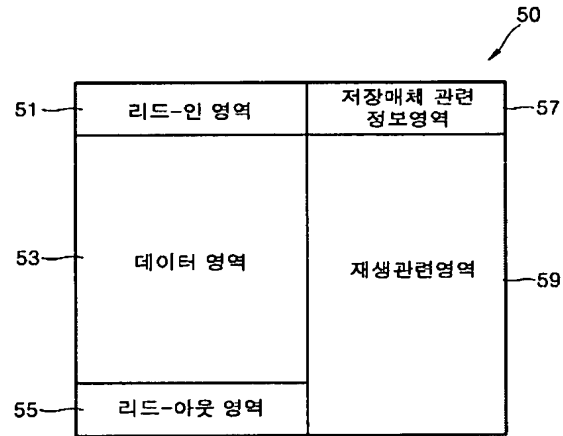 50
51
리드-인 영역
저장매체 관련
정보영역
57
53
데이터 영역
재생관련영역
59
55
리드-아웃 영역